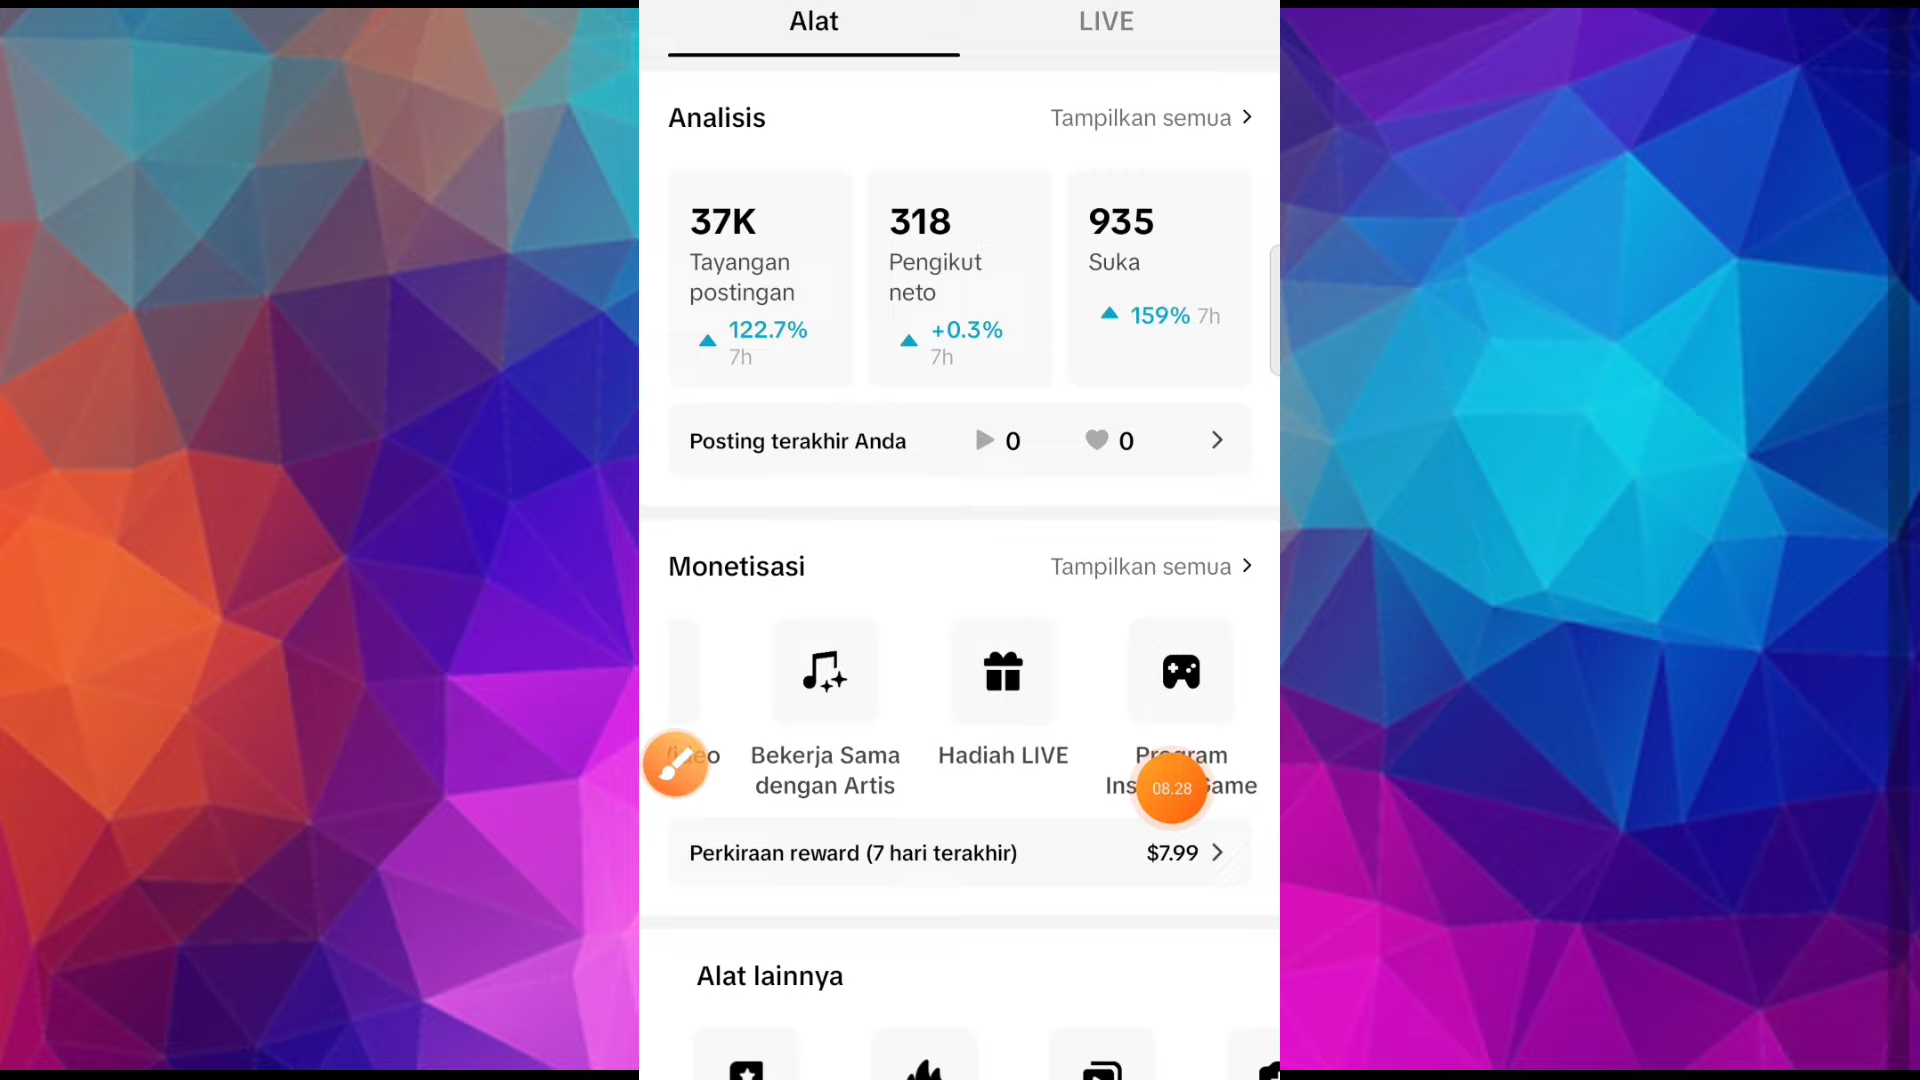 Alat
LIVE
Analisis
Tampilkan semua
37K
Tayangan
postingan
122.7%
7h
318
Pengikut
neto
+0.3%
7h
935
Suka
159% 7h
Posting terakhir Anda
0
0
Monetisasi
Tampilkan semua
Bekerja Sama
dengan Artis
Hadiah LIVE
08.28
Perkiraan reward (7 hari terakhir)
$7.99
Alat lainnya